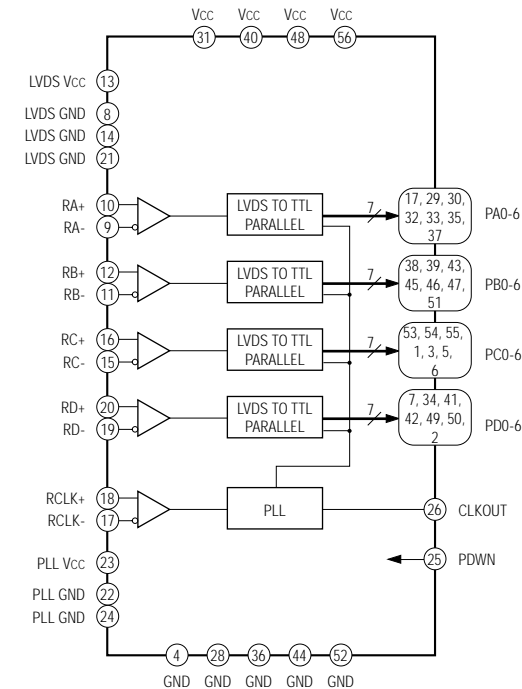 VCC VCC VCC VCC
31 40 48 56
LVDS VCC 13
LVDS GND 8
LVDS GND 14
LVDS GND 21
RA+ 10
RA- 9
LVDS TO TTL
PARALLEL
7
17, 29, 30,
32, 33, 35,
37
PA0-6
RB+ 12
RB- 11
LVDS TO TTL
PARALLEL
7
38, 39, 43,
45, 46, 47,
51
PB0-6
RC+ 16
RC- 15
LVDS TO TTL
PARALLEL
7
53, 54, 55,
1, 3, 5,
6
PC0-6
RD+ 20
RD- 19
LVDS TO TTL
PARALLEL
7
7, 34, 41,
42, 49, 50,
2
PD0-6
RCLK+ 18
RCLK- 17
PLL
26 CLKOUT
25 PDWN
PLL VCC 23
PLL GND 22
PLL GND 24
4 28 36 44 52
GND GND GND GND GND